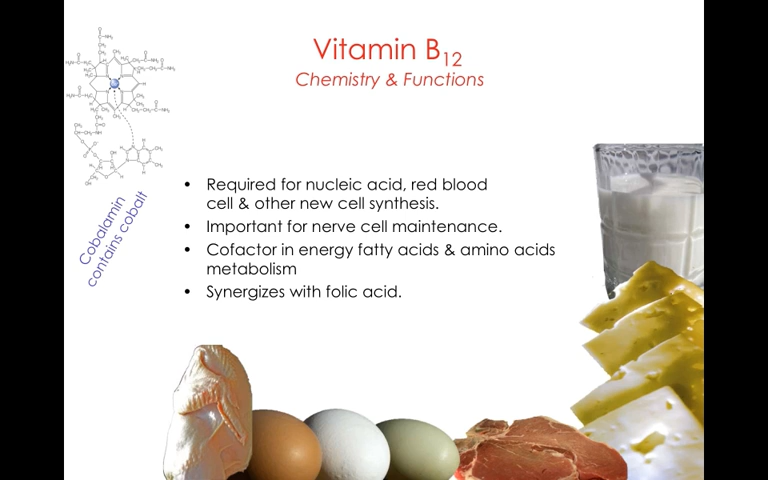 Vitamin B₁₂
Chemistry & Functions
Cobalamin
contains cobalt
• Required for nucleic acid, red blood
cell & other new cell synthesis.
• Important for nerve cell maintenance.
• Cofactor in energy fatty acids & amino acids
metabolism
• Synergizes with folic acid.